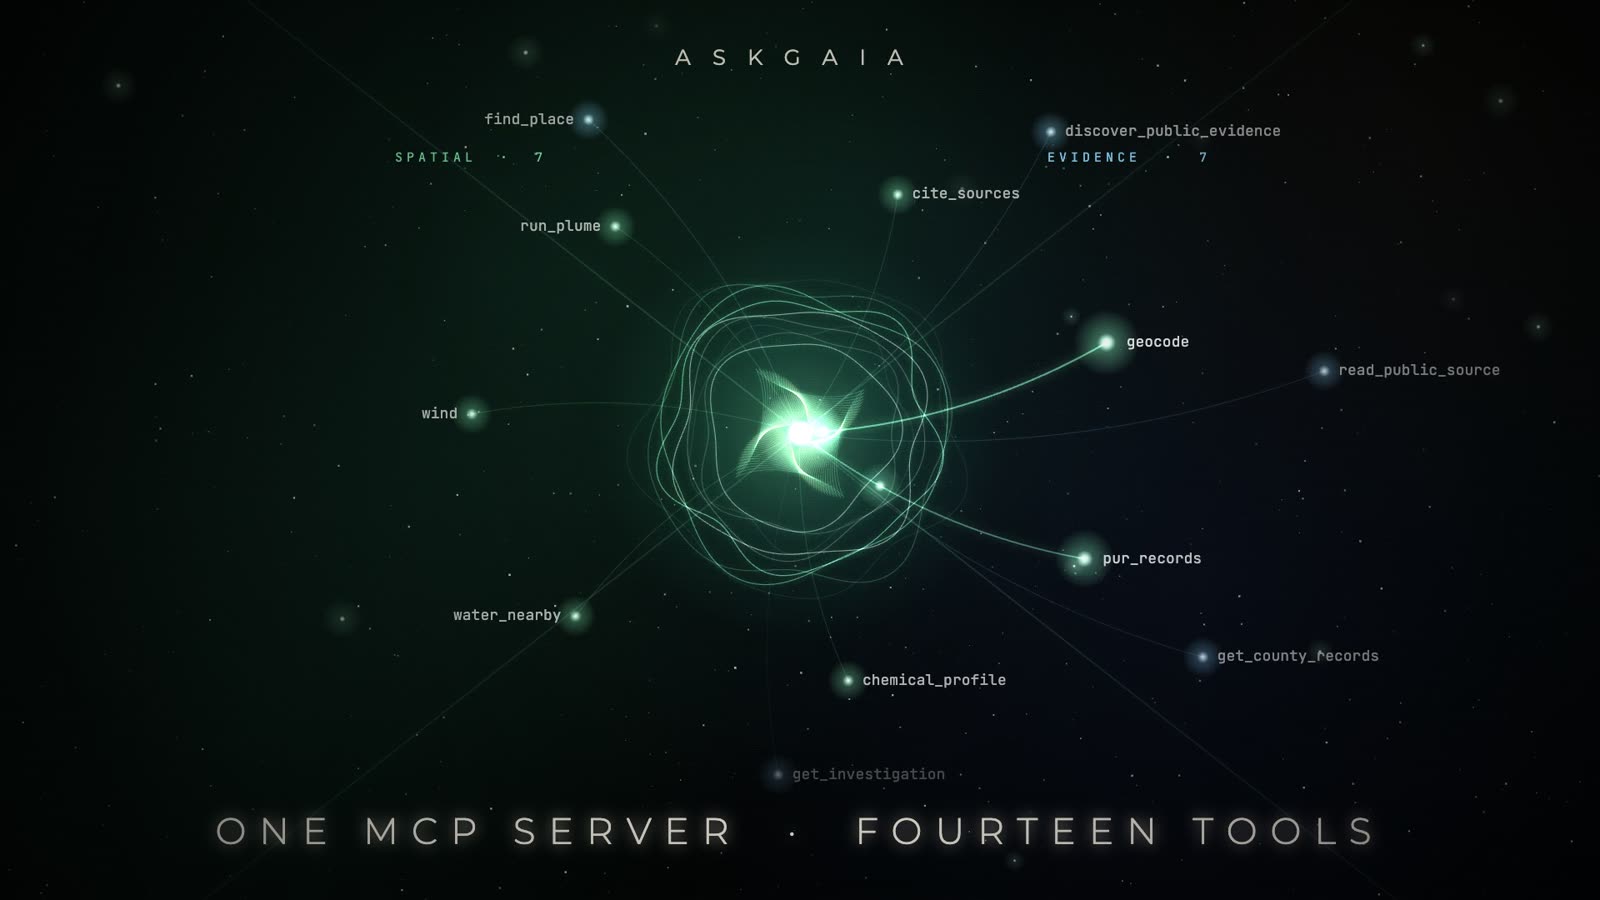 ASKGAIA
find_place
discover_public_evidence
SPATIAL · 7
EVIDENCE · 7
cite_sources
run_plume
geocode
read_public_source
wind
pur_records
water_nearby
get_county_records
chemical_profile
get_investigation
ONE MCP SERVER · FOURTEEN TOOLS